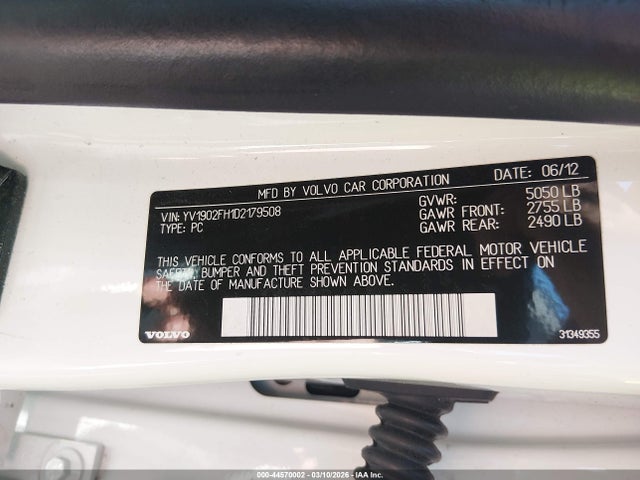 MFD BY VOLVO CAR CORPORATION DATE: 06/12
VIN: YV1902FH1D2179508
TYPE: PC
GVWR: 5050 LB
GAWR FRONT: 2755 LB
GAWR REAR: 2490 LB
THIS VEHICLE CONFORMS TO ALL APPLICABLE FEDERAL MOTOR VEHICLE
SAFETY, BUMPER AND THEFT PREVENTION STANDARDS IN EFFECT ON
THE DATE OF MANUFACTURE SHOWN ABOVE.
VOLVO 31349355
000-44570002 - 03/10/2026 - IAA Inc.